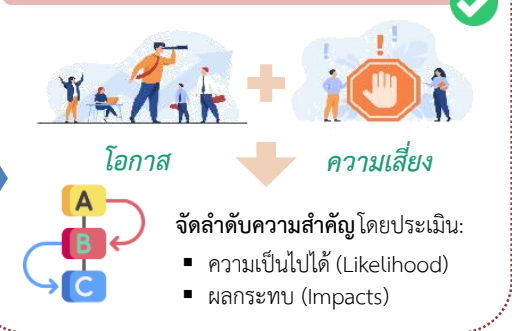 โอกาส
ความเสี่ยง
A
B
C
จัดลำดับความสำคัญโดยประเมิน:
▪ ความเป็นไปได้ (Likelihood)
▪ ผลกระทบ (Impacts)